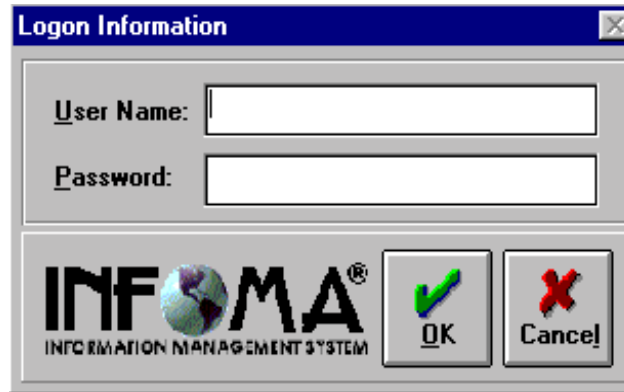 Logon Information
User Name:
Password:
INFOMA®
INFORMATION MANAGEMENT SYSTEM
OK
Cancel